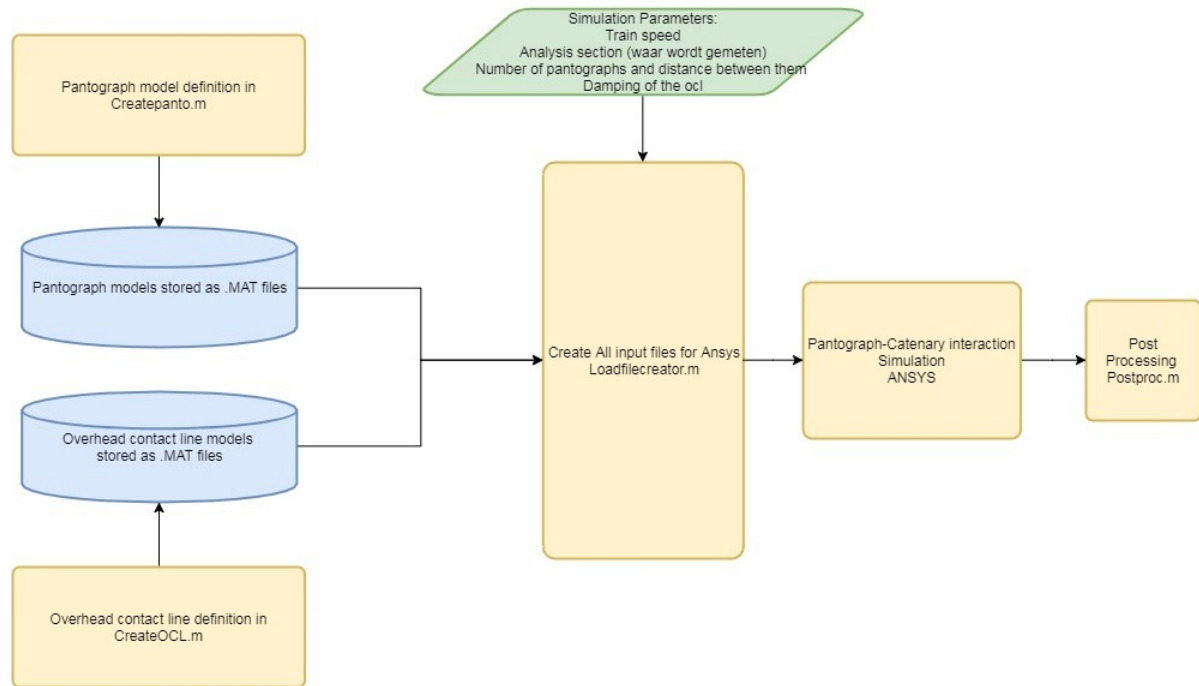 Simulation Parameters:
Train speed
Analysis section (waar wordt gemeten)
Number of pantographs and distance between them
Damping of the ocl
Pantograph model definition in
Createpanto.m
Pantograph models stored as .MAT files
Overhead contact line models
stored as .MAT files
Overhead contact line definition in
CreateOCL.m
Create All input files for Ansys
Loadfilecreator.m
Pantograph-Catenary interaction
Simulation
ANSYS
Post
Processing
Postproc.m